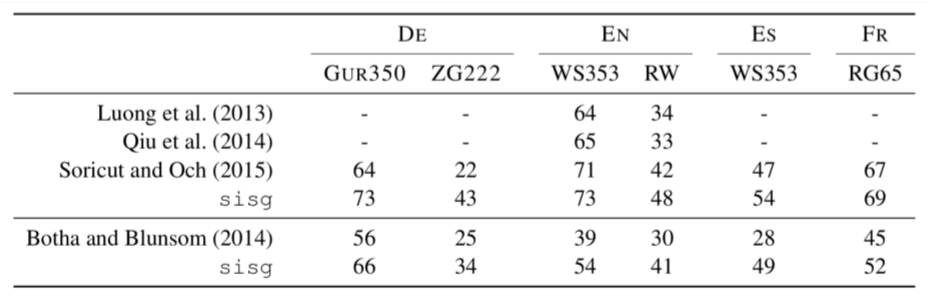 DE EN ES FR
GUR350 ZG222 WS353 RW WS353 RG65
Luong et al. (2013) - - 64 34 - -
Qiu et al. (2014) - - 65 33 - -
Soricut and Och (2015) 64 22 71 42 47 67
sisg 73 43 73 48 54 69
Botha and Blunsom (2014) 56 25 39 30 28 45
sisg 66 34 54 41 49 52